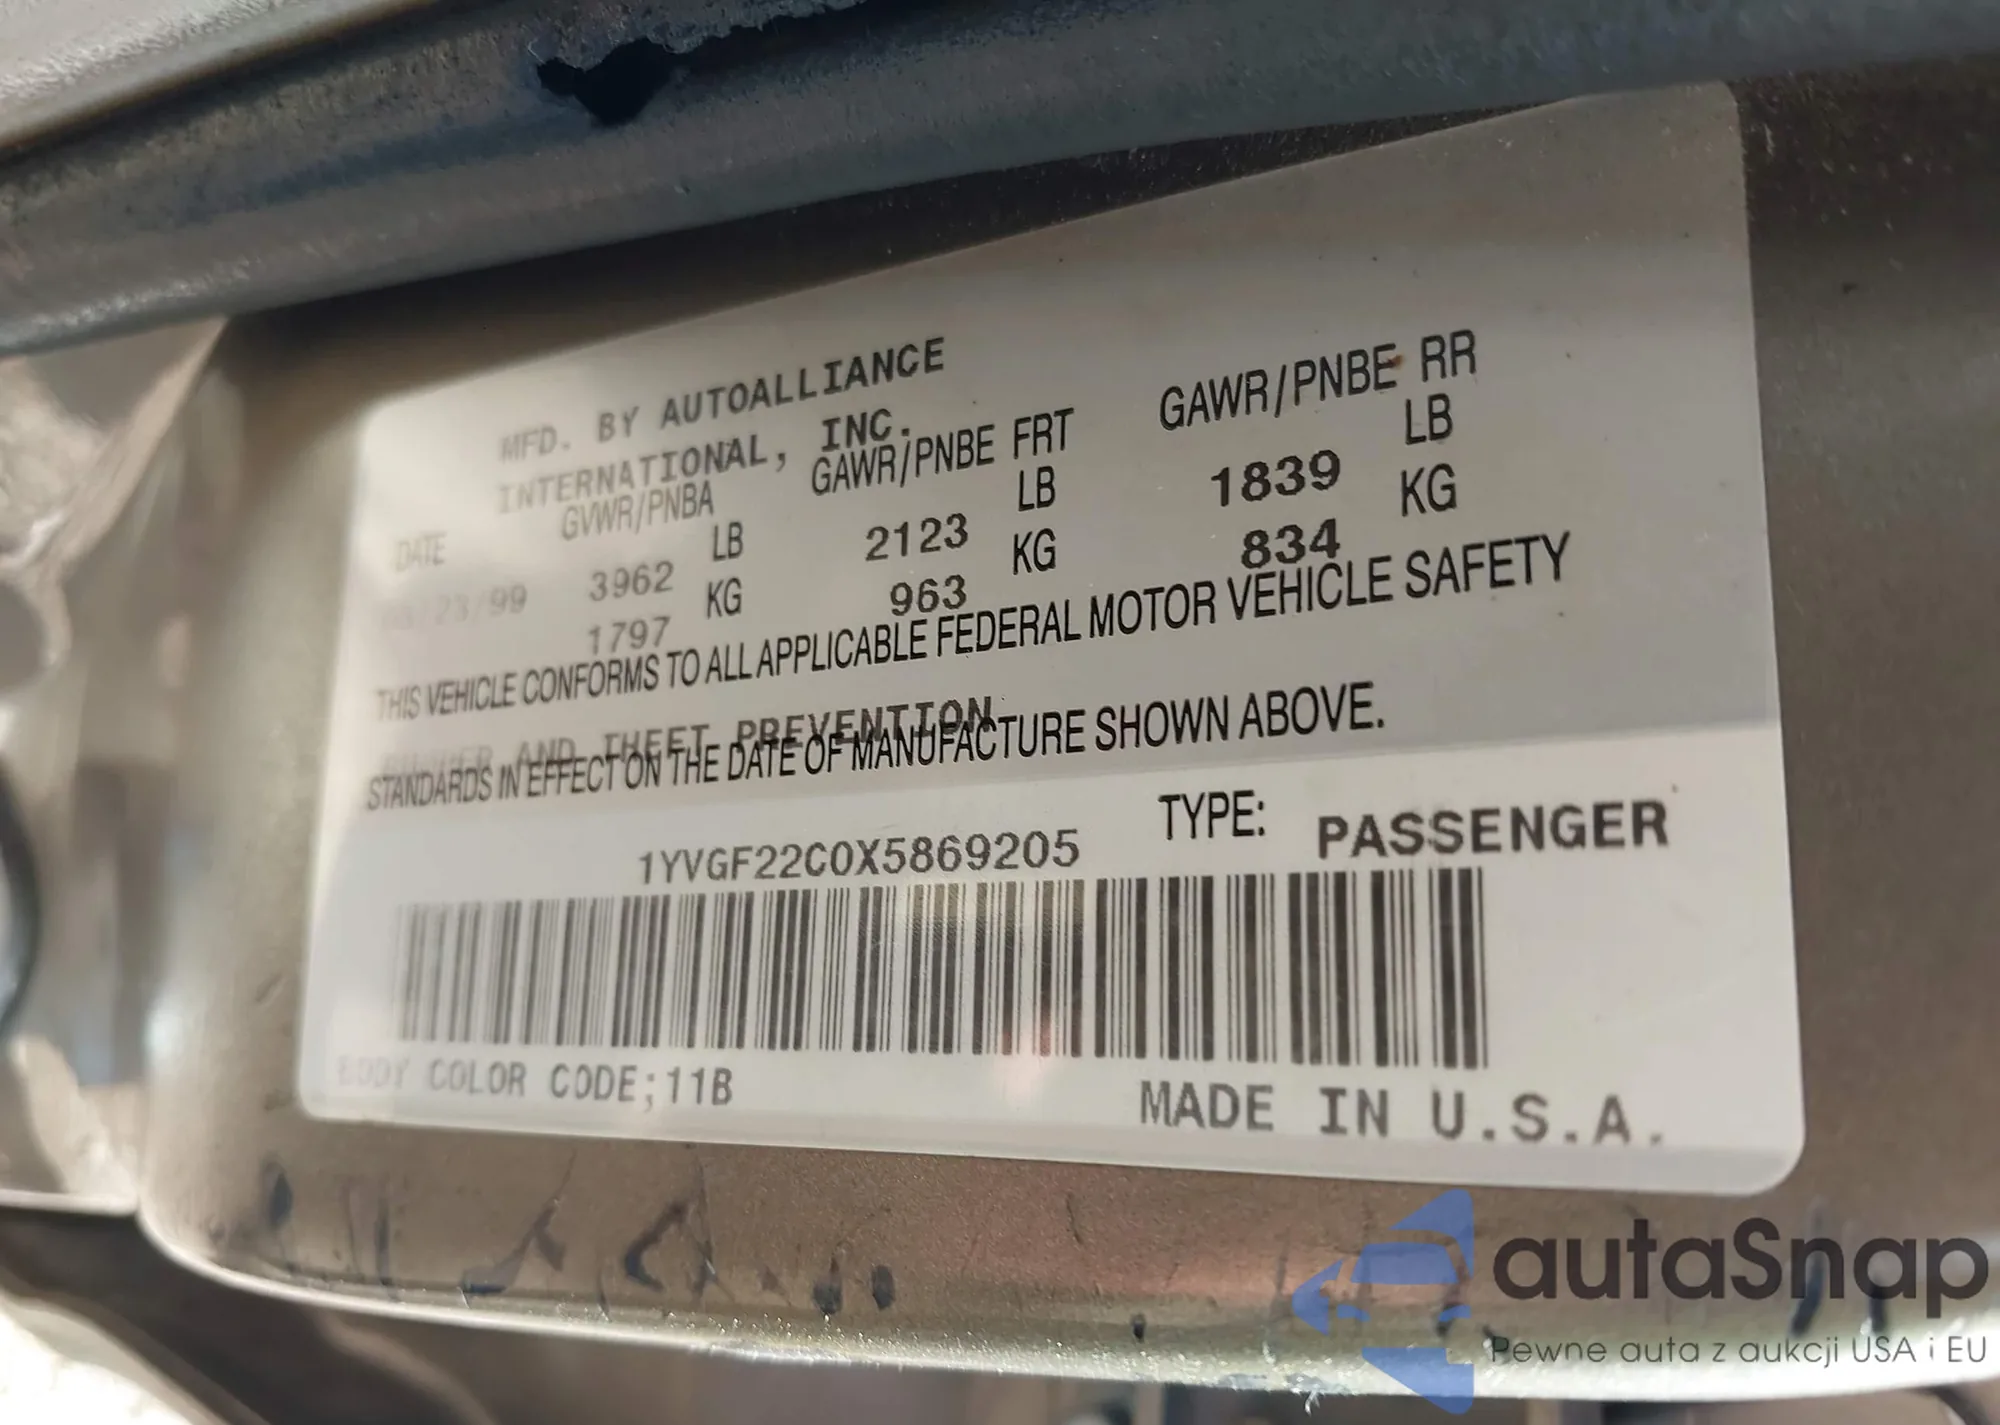 MFD. BY AUTOALLIANCE
INTERNATIONAL, INC.
DATE GVWR/PNBA GAWR/PNBE FRT GAWR/PNBE RR
3962 LB 2123 LB 1839 LB
1797 KG 963 KG 834 KG
THIS VEHICLE CONFORMS TO ALL APPLICABLE FEDERAL MOTOR VEHICLE SAFETY
AND THEFT PREVENTION
STANDARDS IN EFFECT ON THE DATE OF MANUFACTURE SHOWN ABOVE.
1YVGF22C0X5869205 TYPE: PASSENGER
BODY COLOR CODE;11B
MADE IN U.S.A.
autaSnap
Pewne auta z aukcji USA i EU